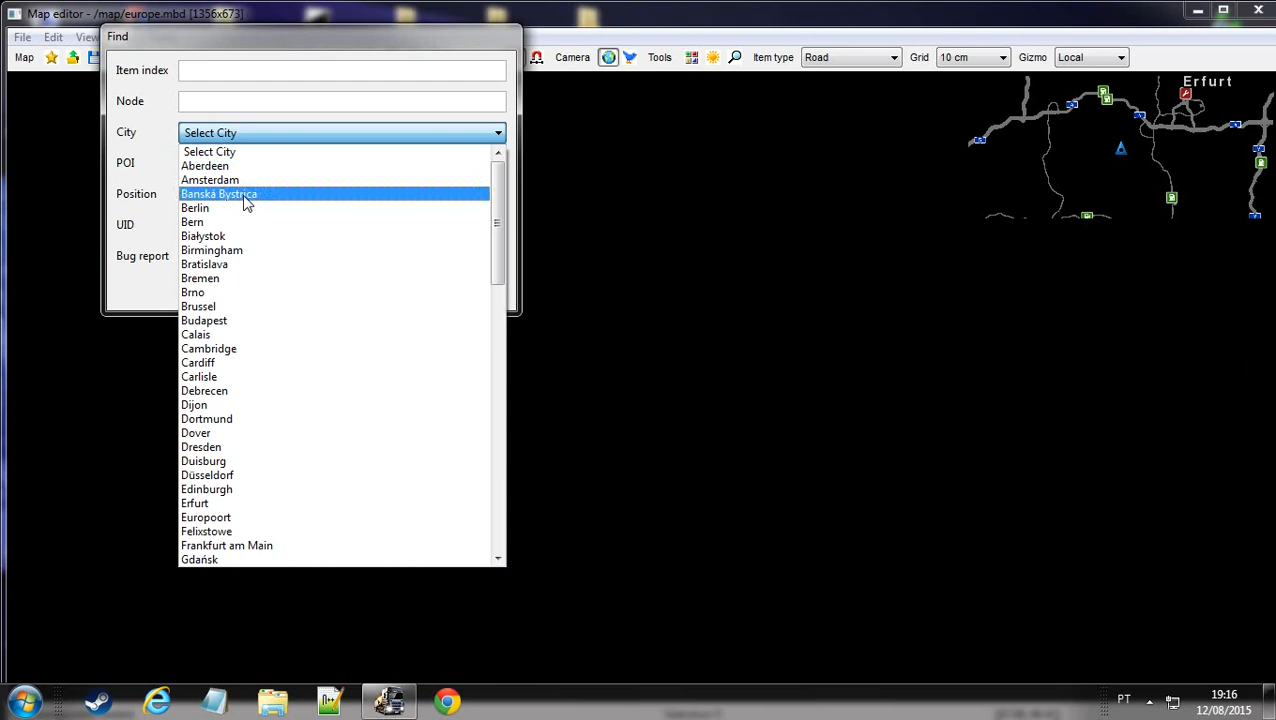 Map editor - /map/europe.mbd [1356x673]
File Edit View
Find
Map
Camera Tools Item type Road Grid 10 cm Gizmo Local
Item index
Node
City Select City
POI
Position
UID
Bug report
Select City
Aberdeen
Amsterdam
Banská Bystrica
Berlin
Bern
Białystok
Birmingham
Bratislava
Bremen
Brno
Brussel
Budapest
Calais
Cambridge
Cardiff
Carlisle
Debrecen
Dijon
Dortmund
Dover
Dresden
Duisburg
Düsseldorf
Edinburgh
Erfurt
Europoort
Felixstowe
Frankfurt am Main
Gdańsk
Erfurt
PT
19:16
12/08/2015